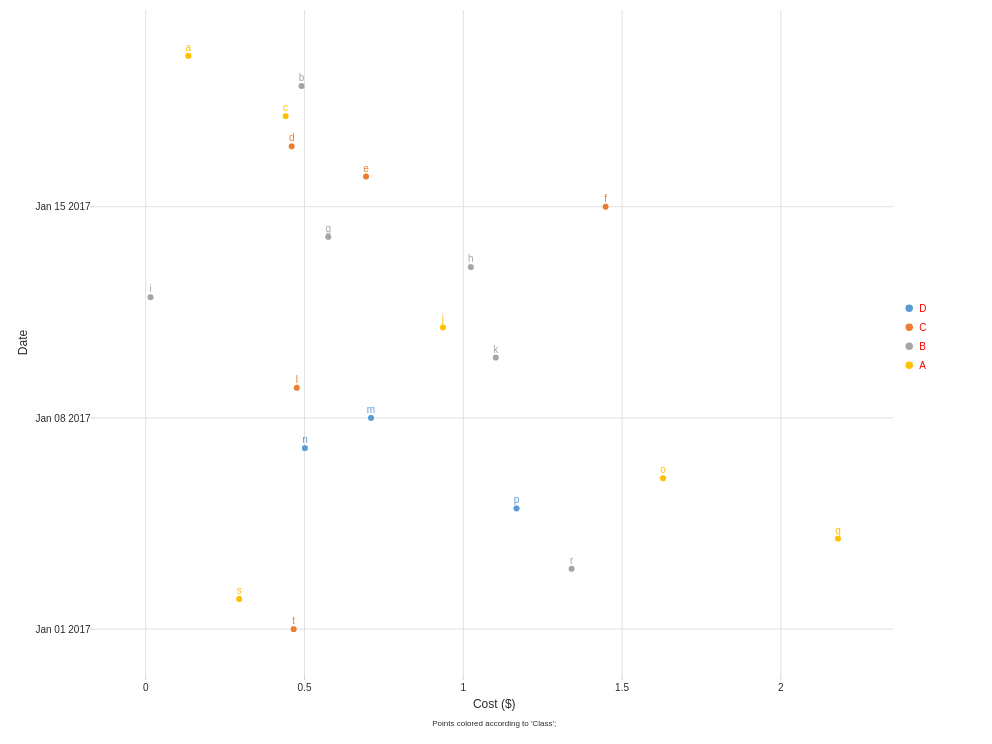 a
b
c
d
e
f
Jan 15 2017
g
h
i
j
k
l
m
Jan 08 2017
n
o
p
q
r
s
t
Jan 01 2017
Date
D
C
B
A
0 0.5 1 1.5 2
Cost ($)
Points colored according to 'Class';